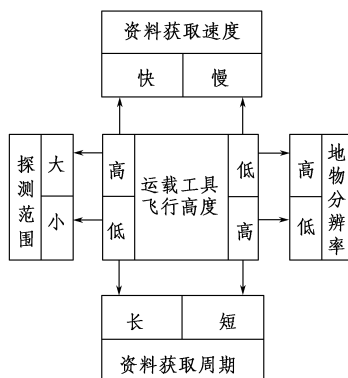 资料获取速度
快 慢
探测范围
大
小
高
低
运载工具
飞行高度
低
高
高
低
地物分辨率
长 短
资料获取周期